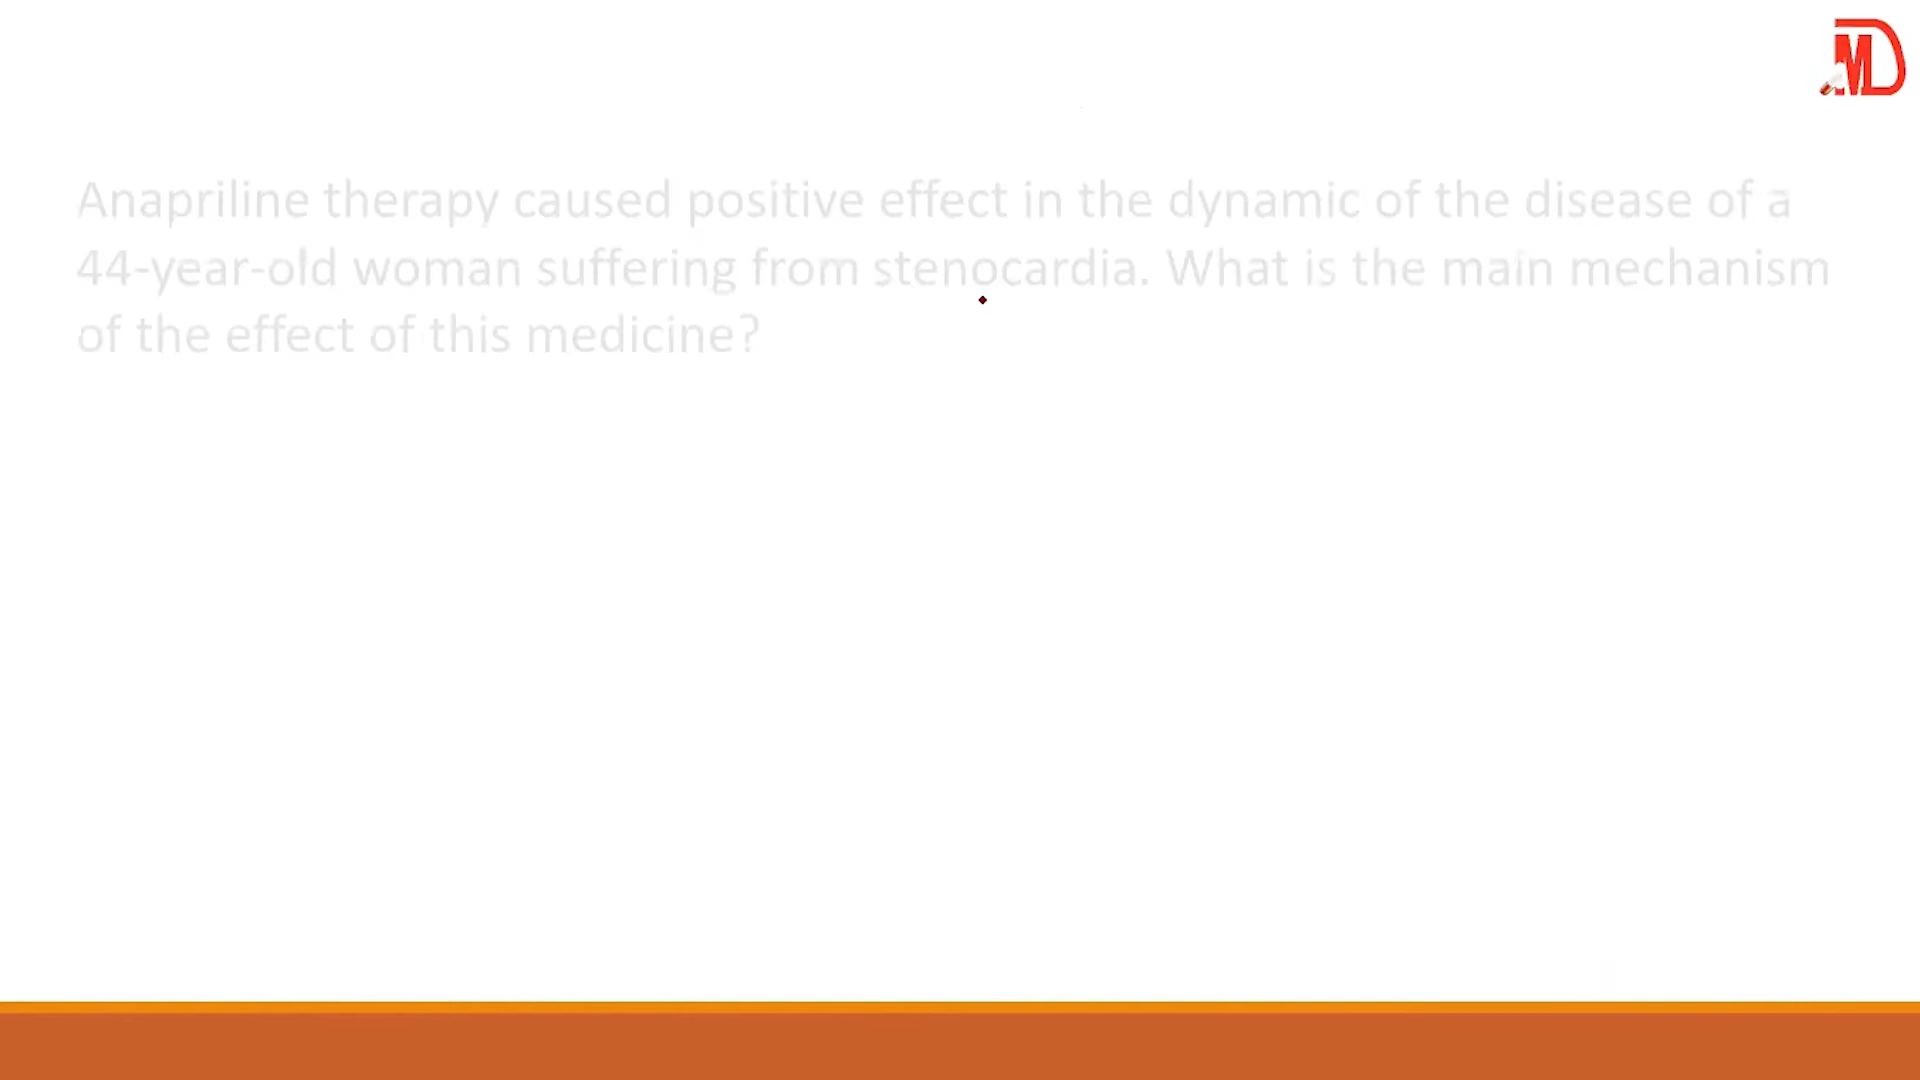 MD
Anapriline therapy caused positive effect in the dynamic of the disease of a
44-year-old woman suffering from stenocardia. What is the main mechanism
of the effect of this medicine?